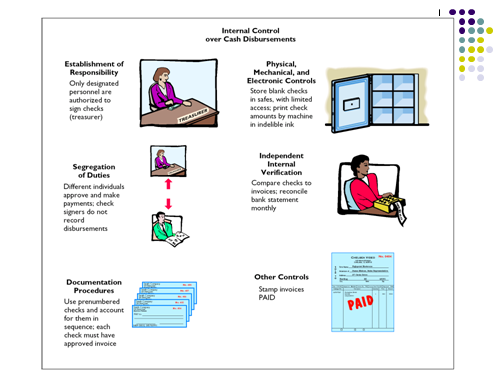 Internal Control
over Cash Disbursements
Establishment of
Responsibility
Only designated
personnel are
authorized to
sign checks
(treasurer)
TREASURER
Physical,
Mechanical, and
Electronic Controls
Store blank checks
in safes, with limited
access; print check
amounts by machine
in indelible ink
Segregation
of Duties
Different individuals
approve and make
payments; check
signers do not
record
disbursements
Independent
Internal
Verification
Compare checks to
invoices; reconcile
bank statement
monthly
Documentation
Procedures
Use prenumbered
checks and account
for them in
sequence; each
check must have
approved invoice
Other Controls
Stamp invoices
PAID
PAID